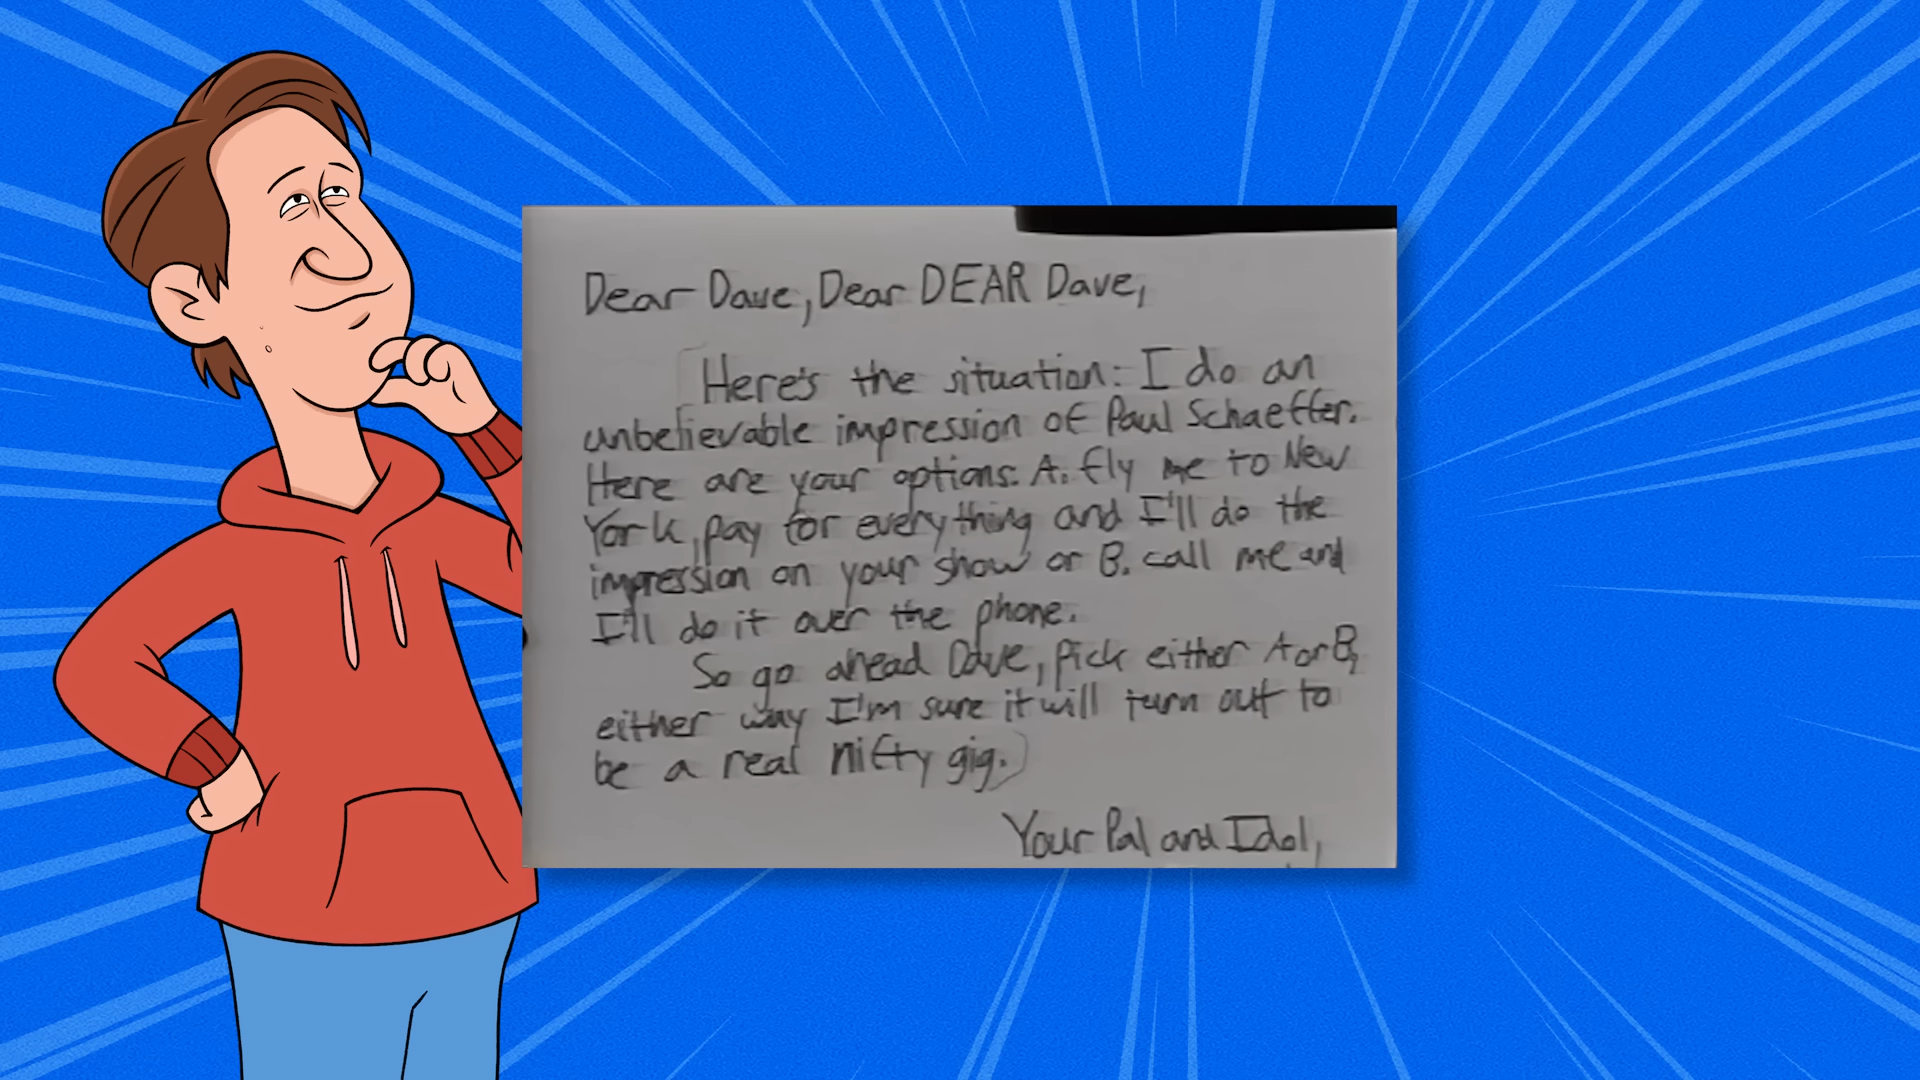 Dear Dave, Dear DEAR Dave,
Here's the situation: I do an
unbelievable impression of Paul Schaeffer.
Here are your options: A. fly me to New
York, pay for everything and I'll do the
impression on your show or B. call me and
I'll do it over the phone.
So go ahead Dave, pick either A or B,
either way I'm sure it will turn out to
be a real nifty gig.)
Your Pal and Idol,